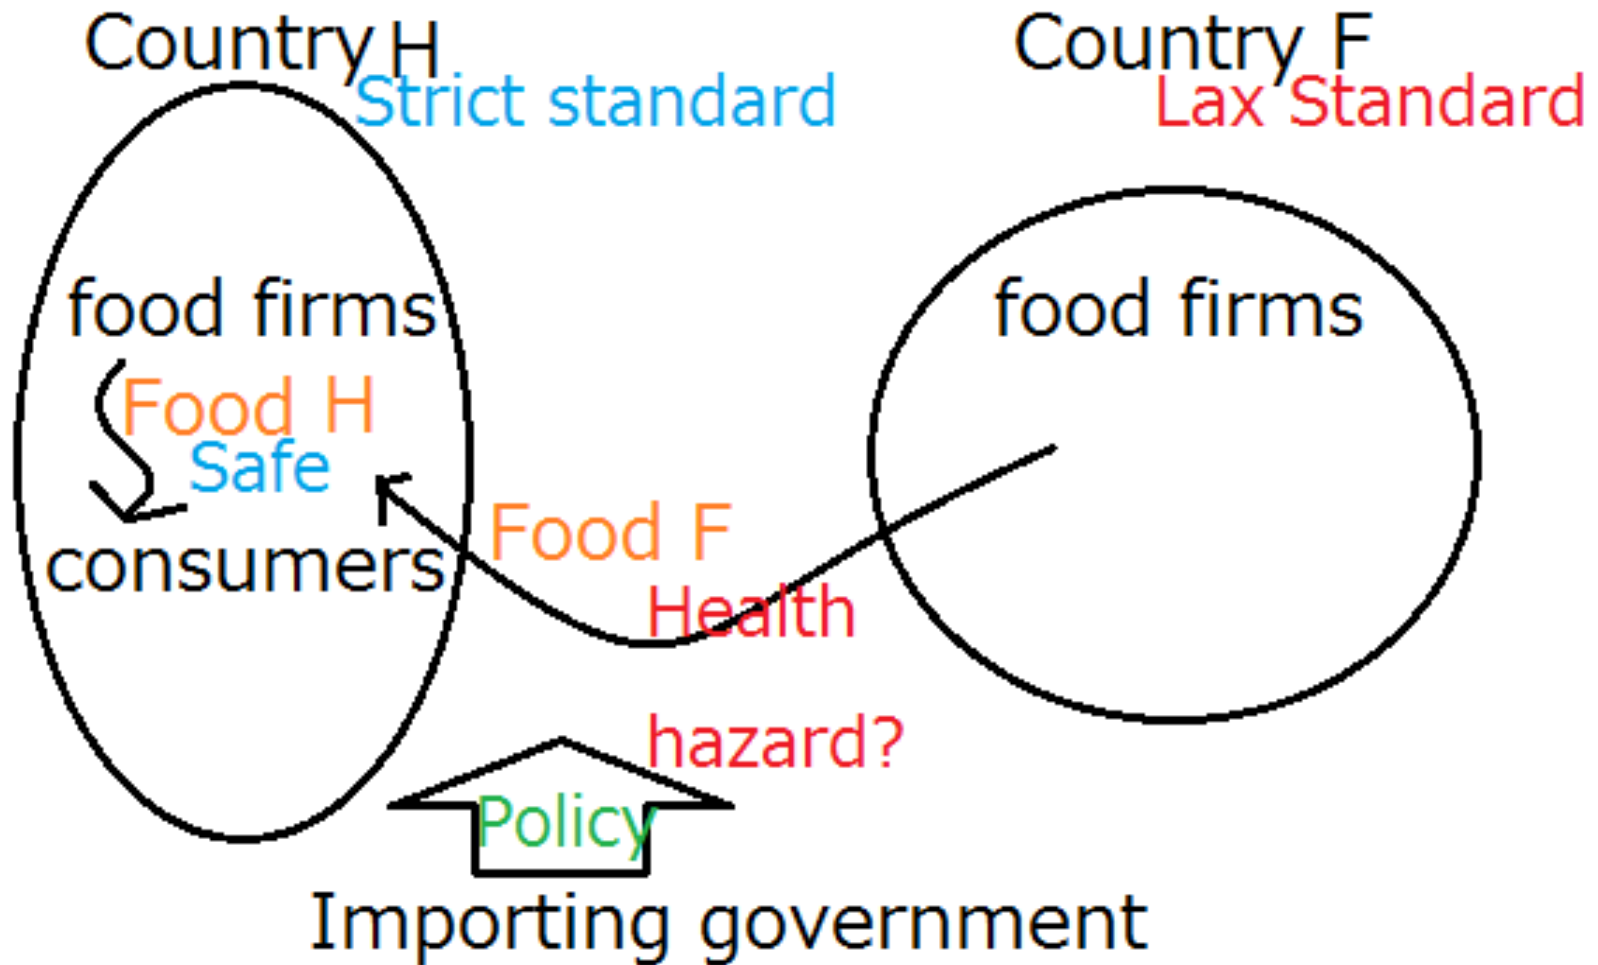 Country H
Strict standard
Country F
Lax Standard
food firms
Food H
Safe
consumers
food firms
Food F
Health
hazard?
Policy
Importing government